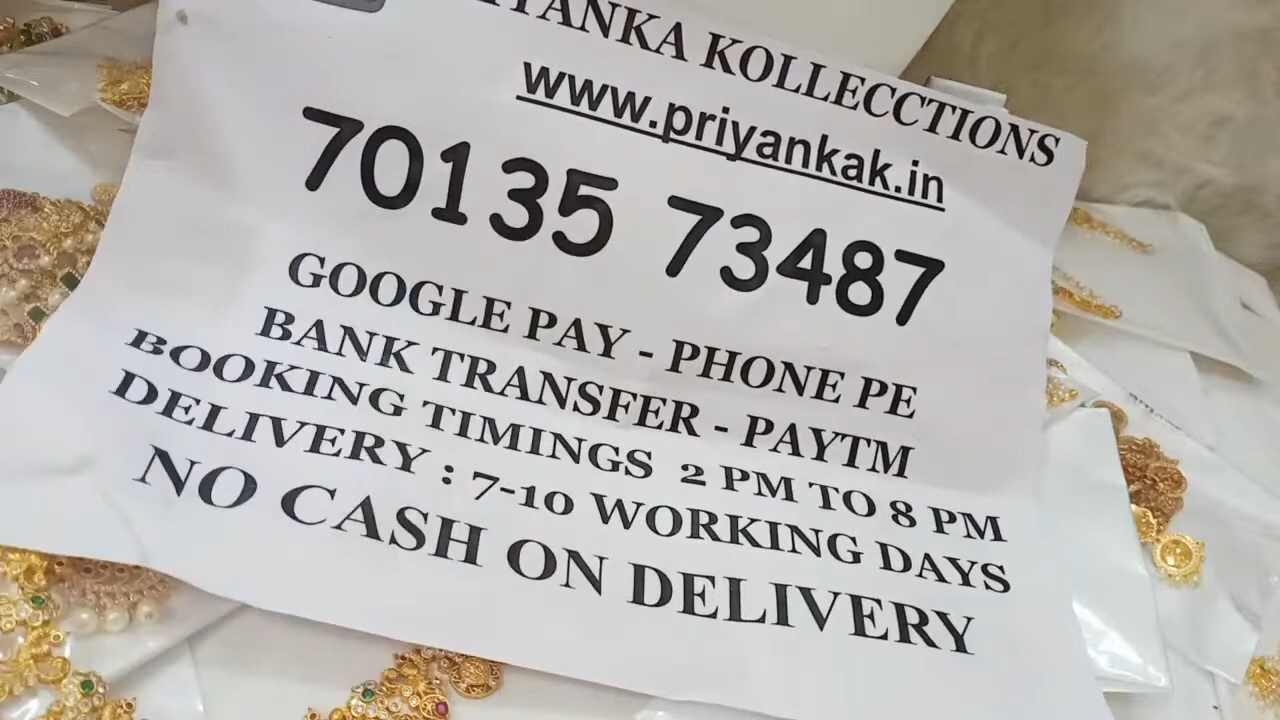 IYANKA KOLLECCTIONS
www.priyankak.in
70135 73487
GOOGLE PAY - PHONE PE
BANK TRANSFER - PAYTM
BOOKING TIMINGS 2 PM TO 8 PM
DELIVERY : 7-10 WORKING DAYS
NO CASH ON DELIVERY